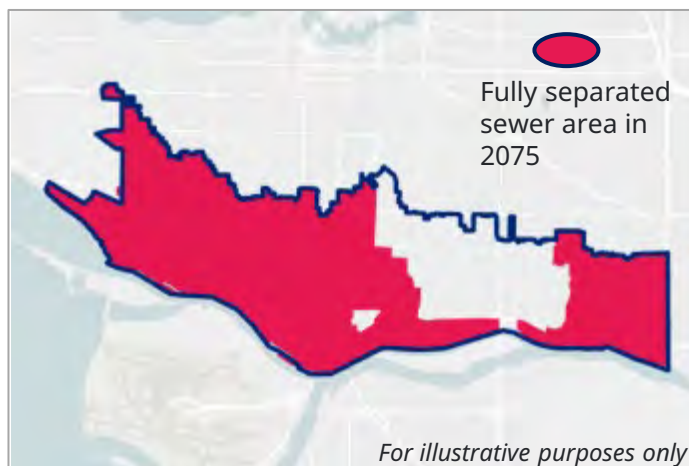 Fully separated
sewer area in
2075
For illustrative purposes only